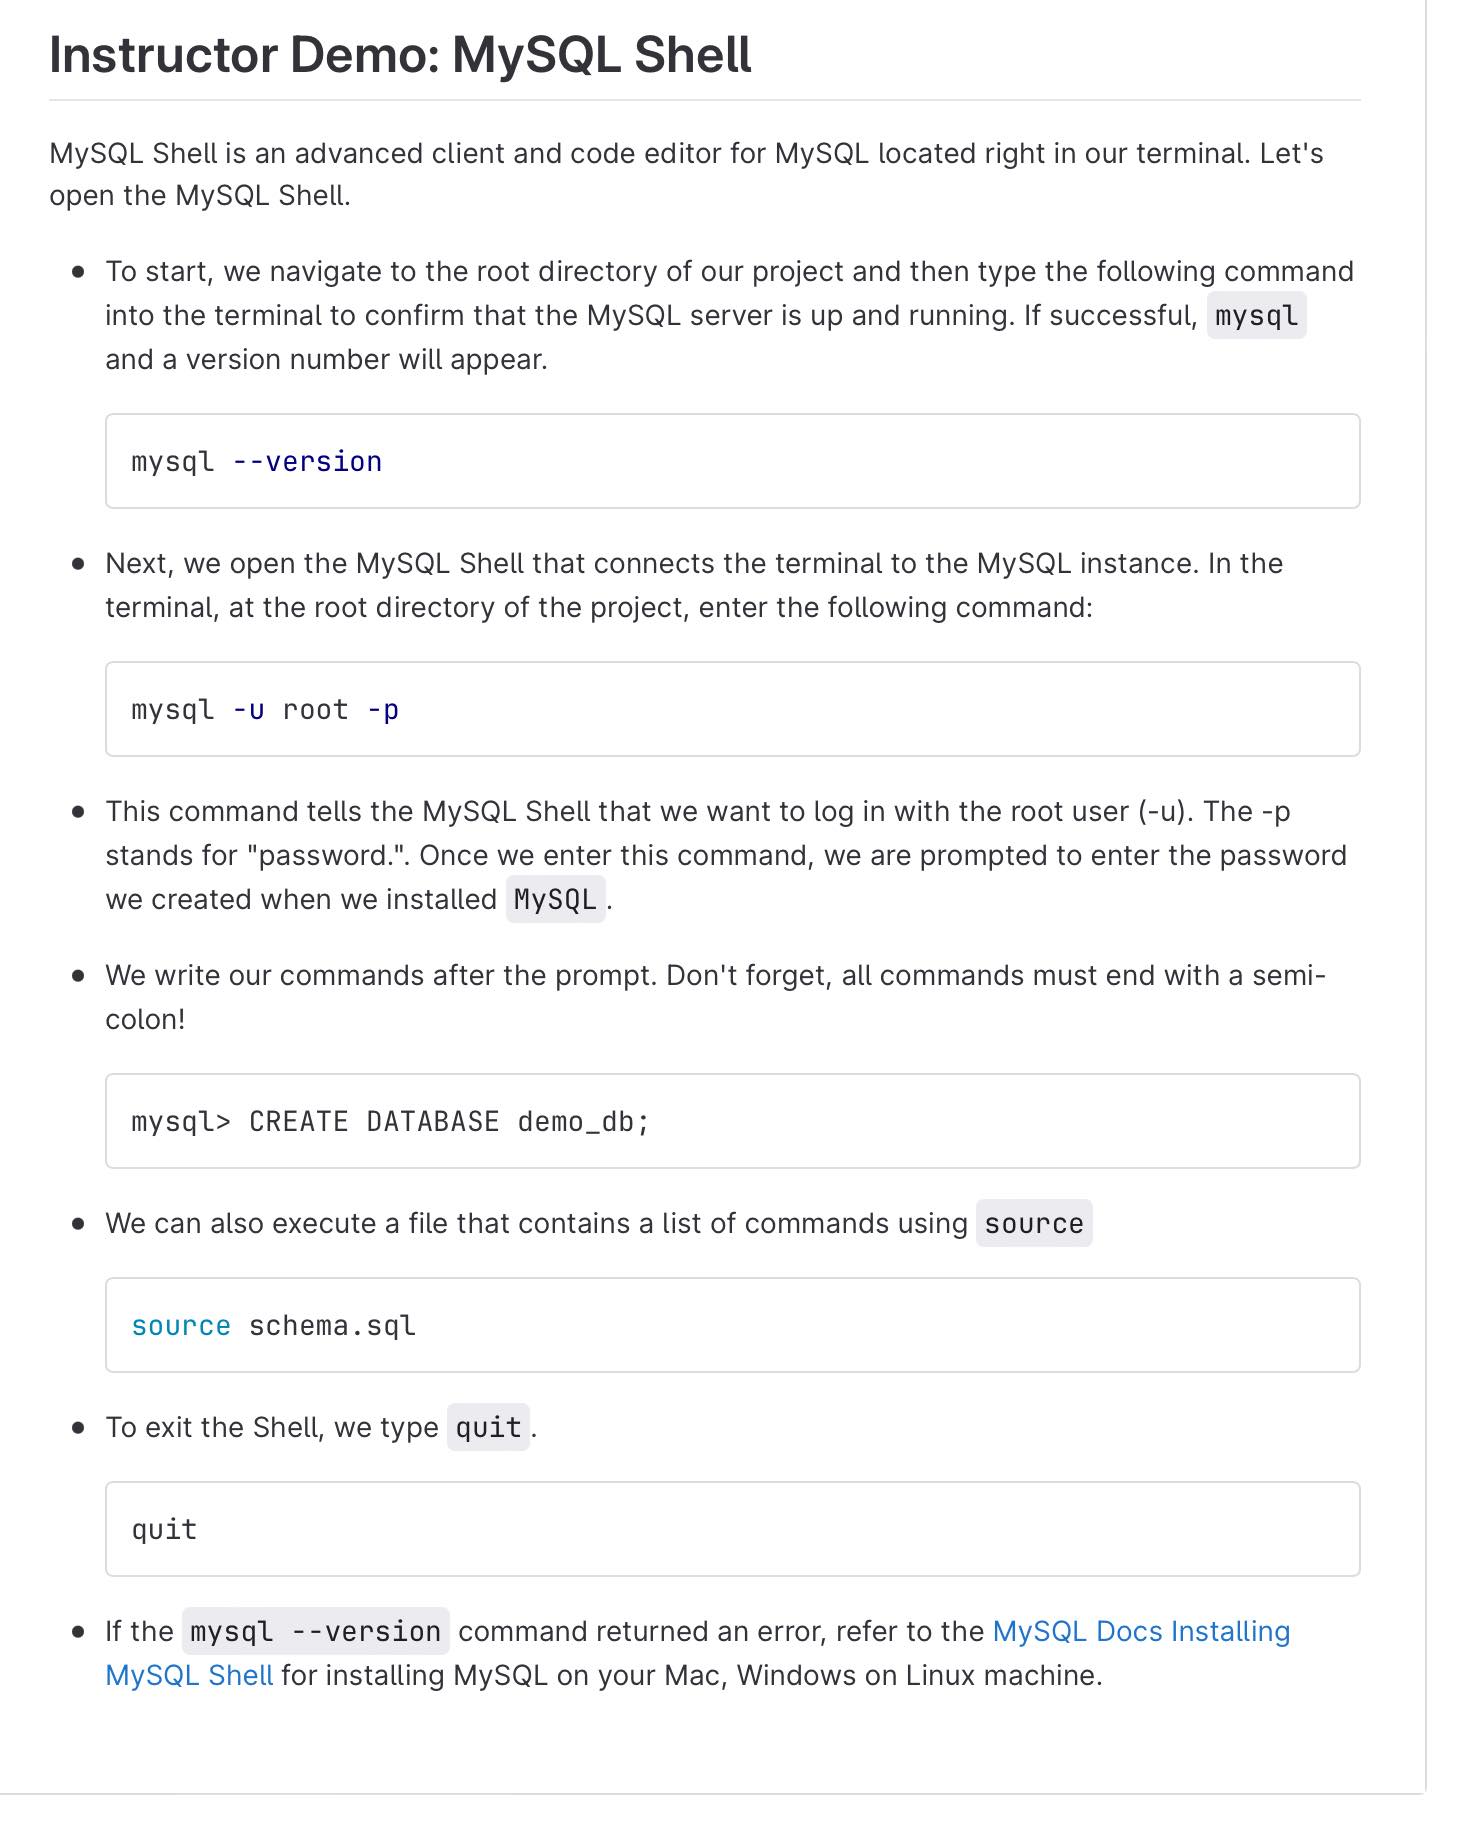 Instructor Demo: MySQL Shell
MySQL Shell is an advanced client and code editor for MySQL located right in our terminal. Let's
open the MySQL Shell.
To start, we navigate to the root directory of our project and then type the following command
into the terminal to confirm that the MySQL server is up and running. If successful, mysql
and a version number will appear.
mysql --version
Next, we open the MySQL Shell that connects the terminal to the MySQL instance. In the
terminal, at the root directory of the project, enter the following command:
mysql -u root -p
This command tells the MySQL Shell that we want to log in with the root user (-u). The -p
stands for "password.". Once we enter this command, we are prompted to enter the password
we created when we installed MySQL.
We write our commands after the prompt. Don't forget, all commands must end with a semi-
colon!
mysql> CREATE DATABASE demo_db;
We can also execute a file that contains a list of commands using source
source schema.sql
To exit the Shell, we type quit.
quit
If the mysql --version command returned an error, refer to the MySQL Docs Installing
MySQL Shell for installing MySQL on your Mac, Windows on Linux machine.